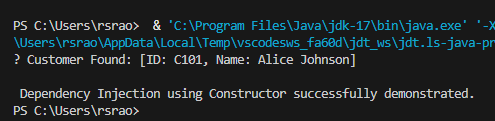 PS C:\Users\rsrao>  & 'C:\Program Files\Java\jdk-17\bin\java.exe' '-X
\Users\rsrao\AppData\Local\Temp\vscodesws_fa60d\jdt_ws\jdt.ls-java-pr
? Customer Found: [ID: C101, Name: Alice Johnson]
Dependency Injection using Constructor successfully demonstrated.
PS C:\Users\rsrao>